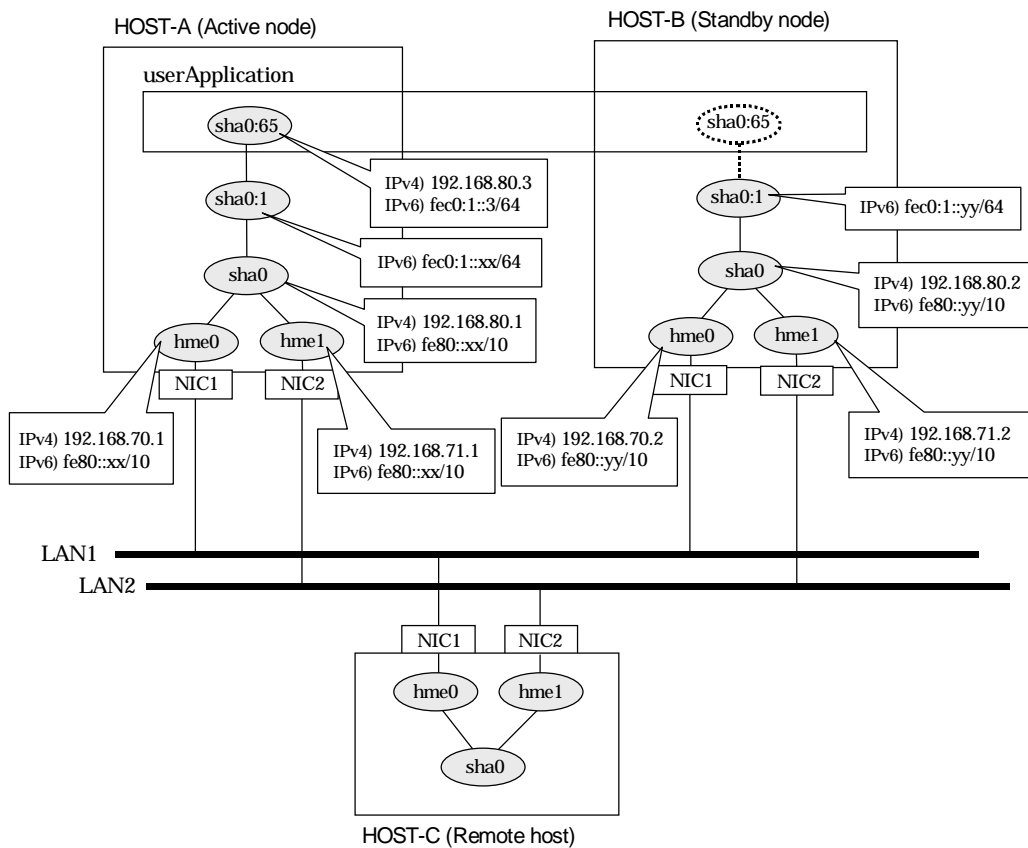 HOST-A (Active node)
HOST-B (Standby node)
userApplication
sha0:65
sha0:65
IPv4) 192.168.80.3
IPv6) fec0:1::3/64
sha0:1
sha0:1
IPv6) fec0:1::yy/64
IPv6) fec0:1::xx/64
sha0
sha0
IPv4) 192.168.80.2
IPv6) fe80::yy/10
IPv4) 192.168.80.1
IPv6) fe80::xx/10
hme0
hme1
hme0
hme1
NIC1
NIC2
NIC1
NIC2
IPv4) 192.168.70.1
IPv6) fe80::xx/10
IPv4) 192.168.71.1
IPv6) fe80::xx/10
IPv4) 192.168.70.2
IPv6) fe80::yy/10
IPv4) 192.168.71.2
IPv6) fe80::yy/10
LAN1
LAN2
NIC1
NIC2
hme0
hme1
sha0
HOST-C (Remote host)